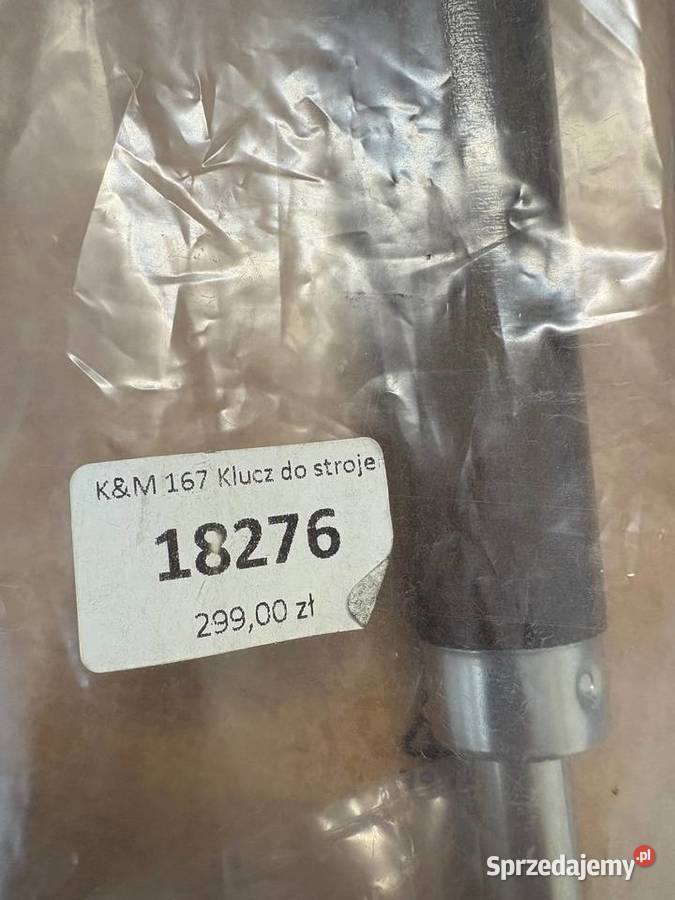 K&M 167 Klucz do stroje
18276
299,00 zł
Sprzedajemy.pl